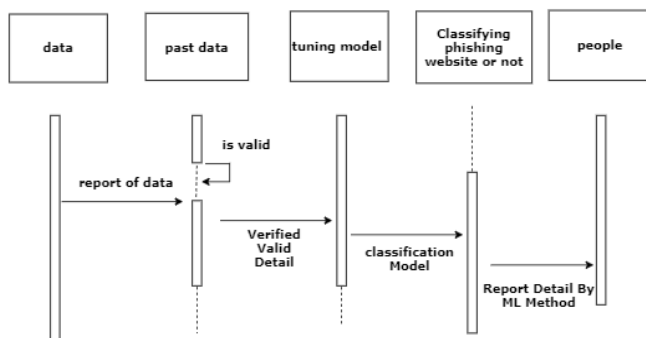 data
past data
tuning model
Classifying
phishing
website or not
people
is valid
report of data
Verified
Valid
Detail
classification
Model
Report Detail By
ML Method